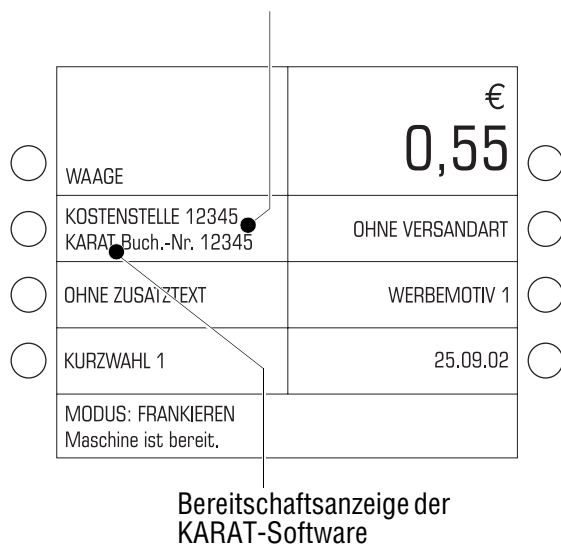 €
0,55
WAAGE
KOSTENSTELLE 12345
KARAT Buch.-Nr. 12345
OHNE VERSANDART
OHNE ZUSATZTEXT
WERBEMOTIV 1
KURZWAHL 1
25.09.02
MODUS: FRANKIEREN
Maschine ist bereit.
Bereitschaftsanzeige der
KARAT-Software